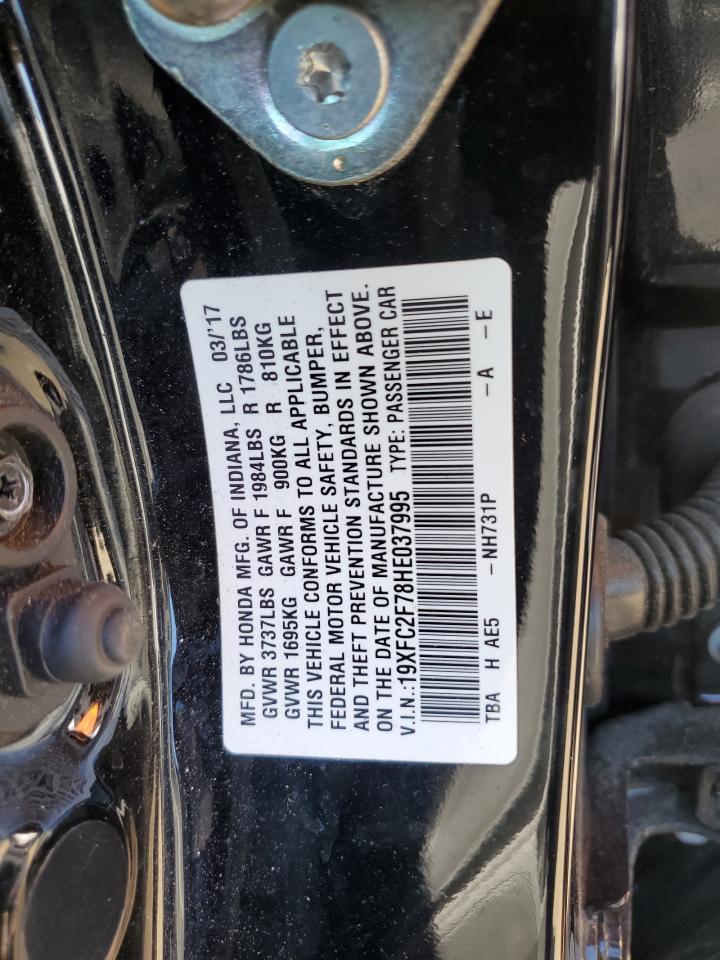 MFD. BY HONDA MFG. OF INDIANA, LLC 03/'17
GVWR 3737LBS GAWR F 1984LBS R 1786LBS
GVWR 1695KG GAWR F 900KG R 810KG
THIS VEHICLE CONFORMS TO ALL APPLICABLE
FEDERAL MOTOR VEHICLE SAFETY, BUMPER,
AND THEFT PREVENTION STANDARDS IN EFFECT
ON THE DATE OF MANUFACTURE SHOWN ABOVE.
V.I.N.:19XFC2F78HE037995 TYPE: PASSENGER CAR
TBA H AE5 –NH731P –A –E